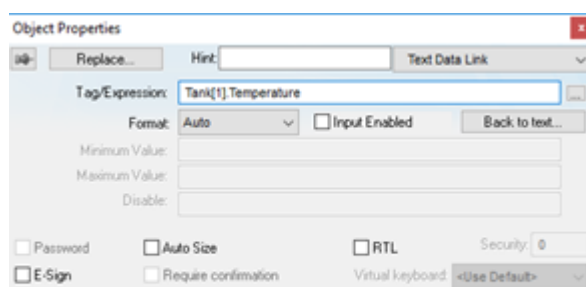 Object Properties x
Replace... Hint: Text Data Link
Tag/Expression: Tank[1].Temperature ...
Format: Auto Input Enabled Back to text...
Minimum Value:
Maximum Value:
Disable:
Password Auto Size RTL Security: 0
E-Sign Require confirmation Virtual keyboard: <Use Default>